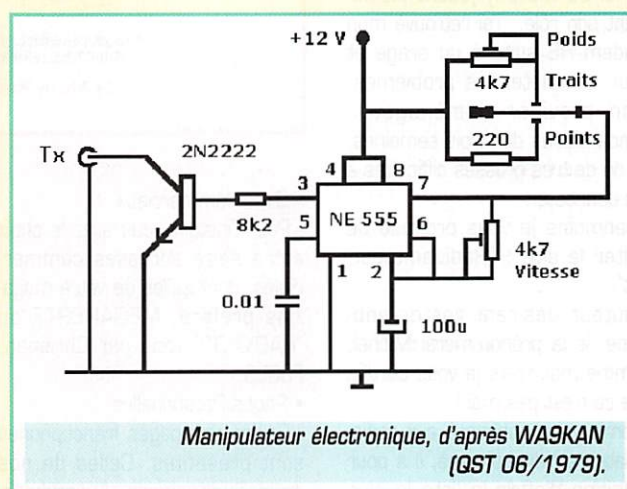 +12 V
Poids
4k7
Traits
Points
220
Tx
2N2222
8k2
3
4
8
7
5
NE 555
6
1
2
4k7
Vitesse
0.01
100u
Manipulateur électronique, d'après WA9KAN
(QST 06/1979).